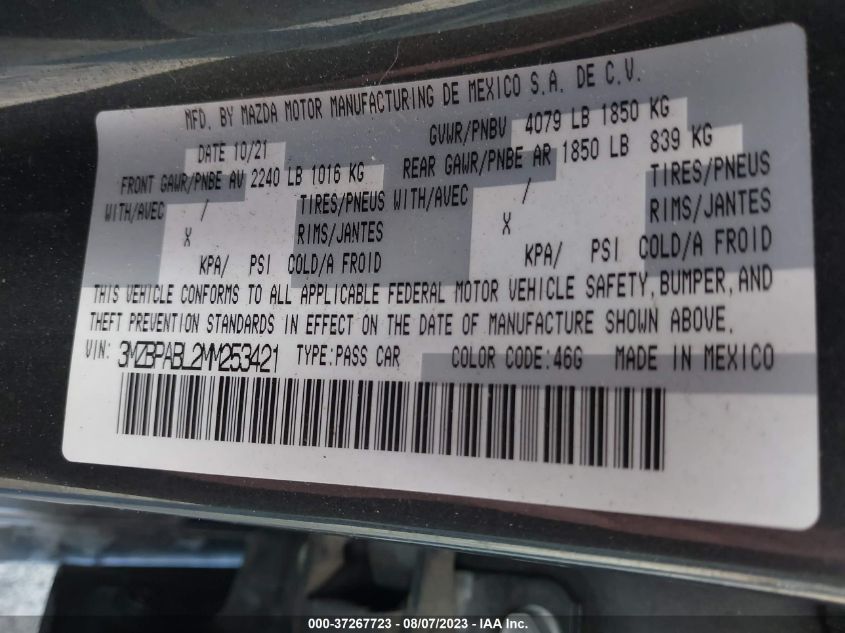 MFD. BY MAZDA MOTOR MANUFACTURING DE MEXICO S.A. DE C.V.
DATE 10/21 GVWR/PNBV 4079 LB 1850 KG
FRONT GAWR/PNBE AV 2240 LB 1016 KG REAR GAWR/PNBE AR 1850 LB 839 KG
WITH/AVEC / TIRES/PNEUS WITH/AVEC / TIRES/PNEUS
X RIMS/JANTES X RIMS/JANTES
KPA/ PSI COLD/A FROID KPA/ PSI COLD/A FROID
THIS VEHICLE CONFORMS TO ALL APPLICABLE FEDERAL MOTOR VEHICLE SAFETY, BUMPER, AND
THEFT PREVENTION STANDARDS IN EFFECT ON THE DATE OF MANUFACTURE SHOWN ABOVE.
VIN: 3MZBPABL2MM253421 TYPE:PASS CAR COLOR CODE:46G MADE IN MEXICO
000-37267723 - 08/07/2023 - IAA Inc.